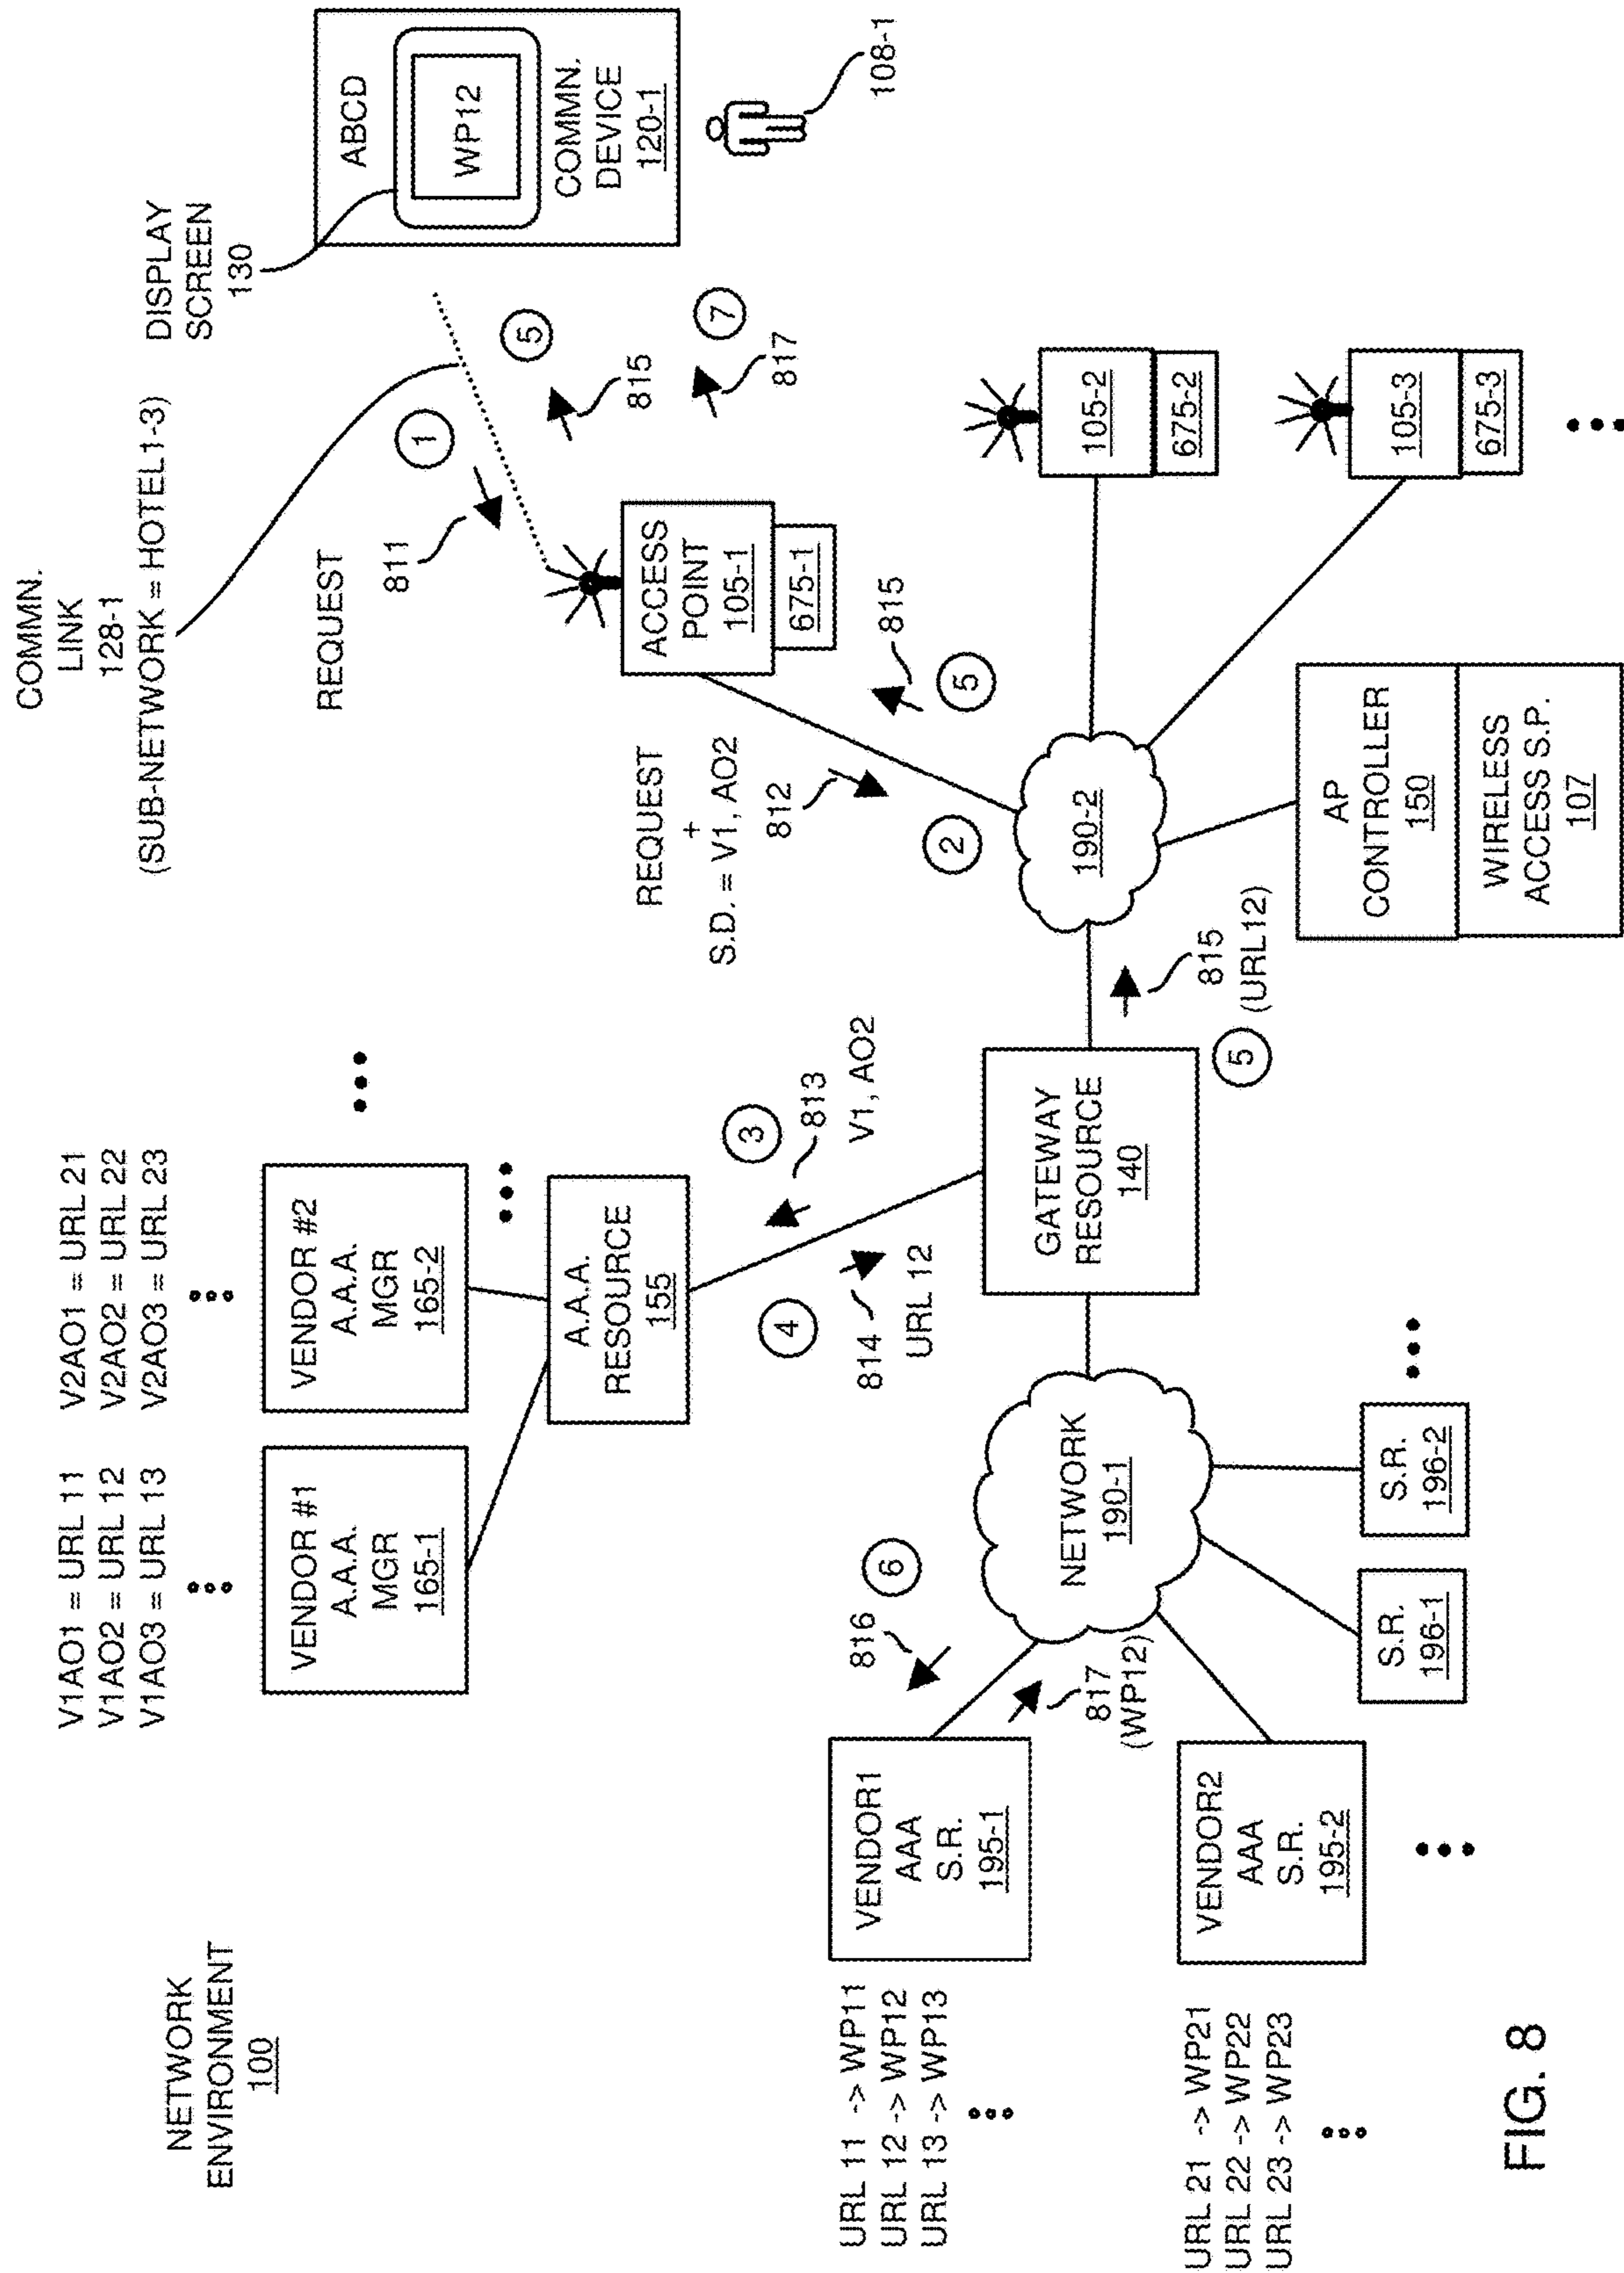 NETWORK
ENVIRONMENT
100
V1AO1 = URL 11
V1AO2 = URL 12
V1AO3 = URL 13
V2AO1 = URL 21
V2AO2 = URL 22
V2AO3 = URL 23
VENDOR #1
A.A.A.
MGR
165-1
VENDOR #2
A.A.A.
MGR
165-2
A.A.A.
RESOURCE
155
COMMN.
LINK
128-1
(SUB-NETWORK = HOTEL1-3)
DISPLAY
SCREEN
130
ABCD
WP12
COMMN.
DEVICE
120-1
108-1
REQUEST
811
1
5
815
7
817
ACCESS
POINT
105-1
675-1
REQUEST
+
S.D. = V1, AO2
812
2
815
5
3
813
V1, AO2
4
814
URL 12
GATEWAY
RESOURCE
140
5
815
(URL12)
190-2
105-2
675-2
105-3
675-3
AP
CONTROLLER
150
WIRELESS
ACCESS S.P.
107
NETWORK
190-1
6
816
817
(WP12)
VENDOR1
AAA
S.R.
195-1
VENDOR2
AAA
S.R.
195-2
S.R.
196-1
S.R.
196-2
URL 11 -> WP11
URL 12 -> WP12
URL 13 -> WP13
URL 21 -> WP21
URL 22 -> WP22
URL 23 -> WP23
FIG. 8